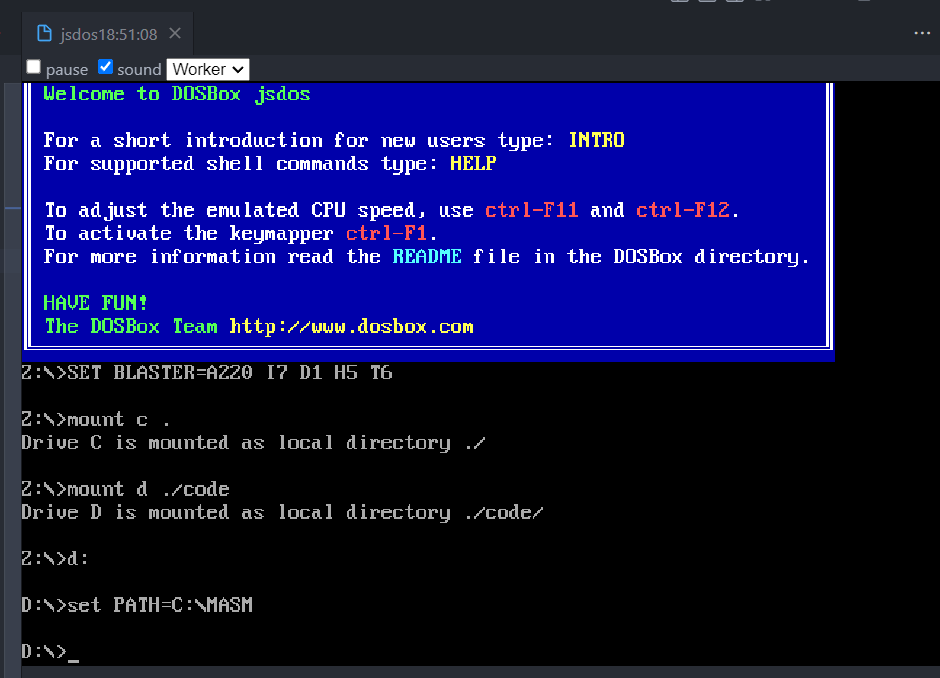 jsdos18:51:08
pause sound Worker
Welcome to DOSBox jsdos
For a short introduction for new users type: INTRO
For supported shell commands type: HELP
To adjust the emulated CPU speed, use ctrl-F11 and ctrl-F12.
To activate the keymapper ctrl-F1.
For more information read the README file in the DOSBox directory.
HAVE FUN!
The DOSBox Team http://www.dosbox.com
Z:\>SET BLASTER=A220 I7 D1 H5 T6
Z:\>mount c .
Drive C is mounted as local directory ./
Z:\>mount d ./code
Drive D is mounted as local directory ./code/
Z:\>d:
D:\>set PATH=C:\MASM
D:\>_